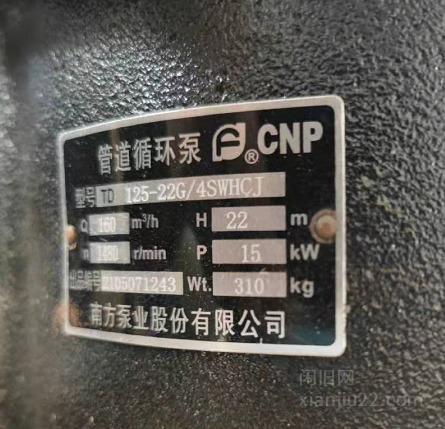 管道循环泵 ® CNP
型号 TD 125-22G/4SWHCJ
Q 160 m³/h H 22 m
n 1480 r/min P 15 kW
出品编号 2105071243 Wt. 310 kg
南方泵业股份有限公司
闲旧网
xianjiu22.com